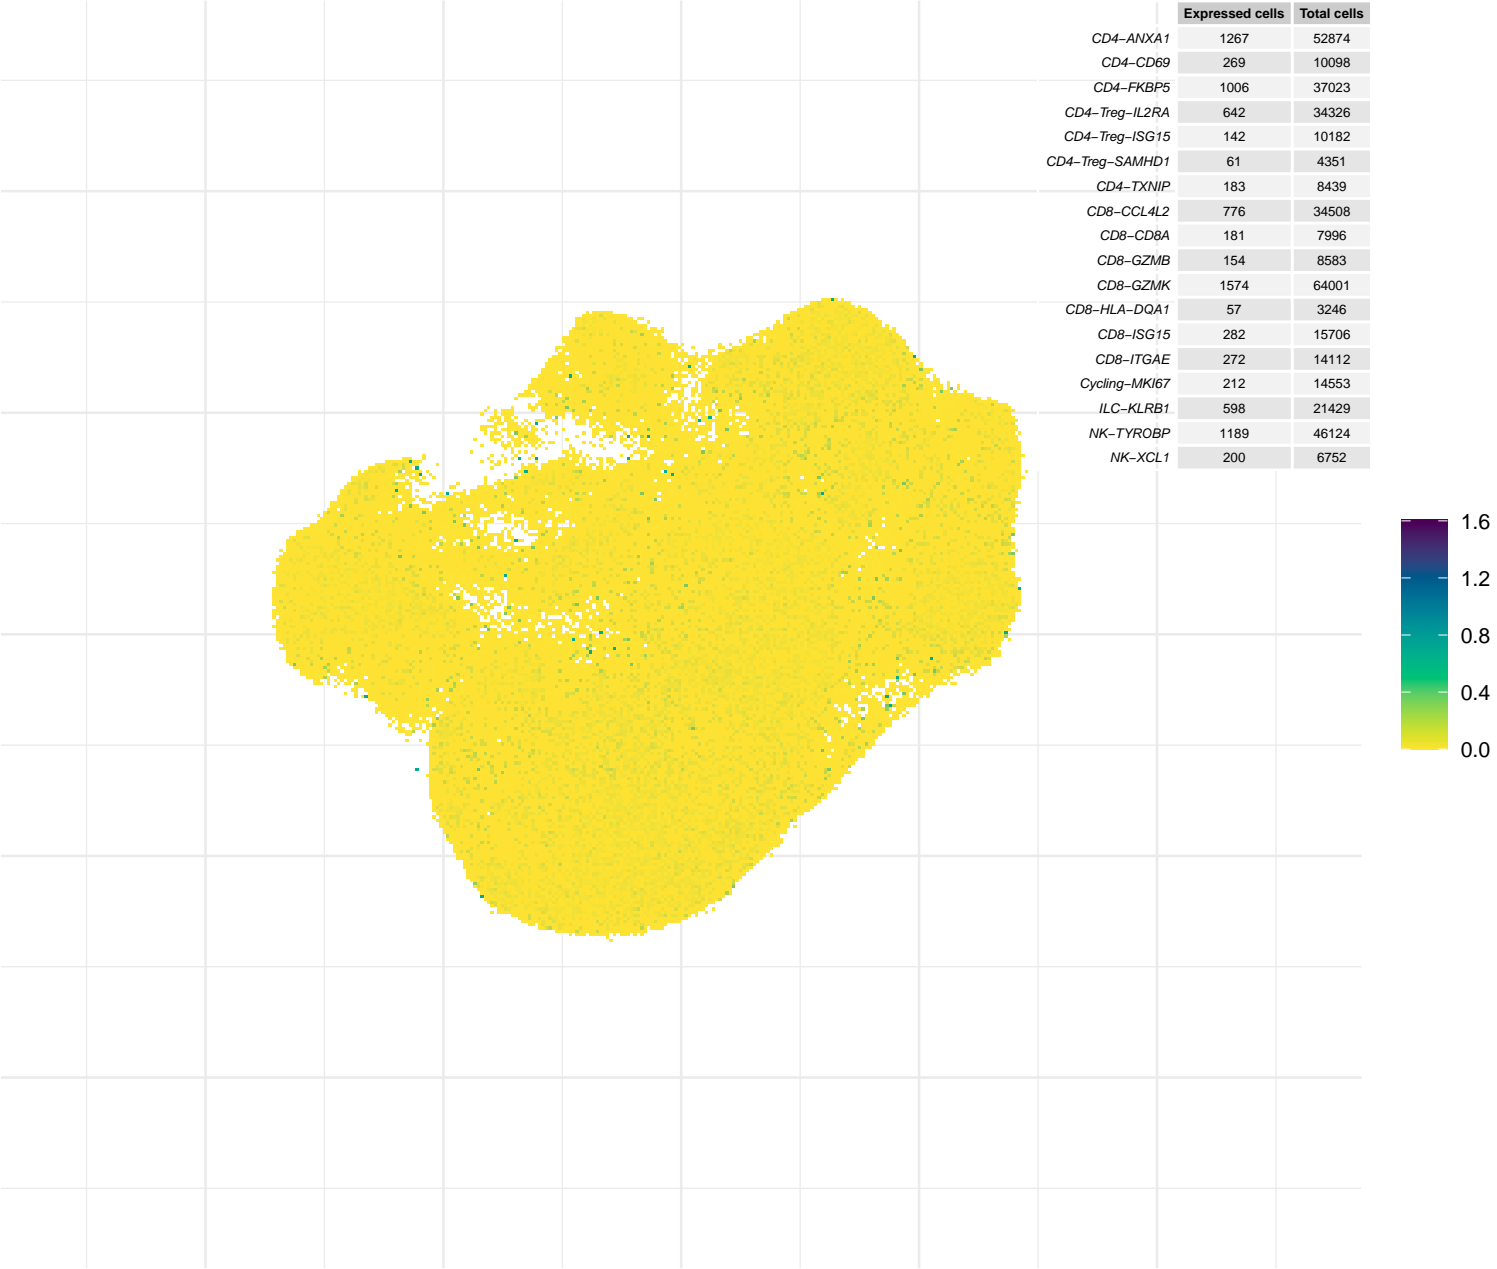 Expressed cells Total cells
CD4−ANXA1 1267 52874
CD4−CD69 269 10098
CD4−FKBP5 1006 37023
CD4−Treg−IL2RA 642 34326
CD4−Treg−ISG15 142 10182
CD4−Treg−SAMHD1 61 4351
CD4−TXNIP 183 8439
CD8−CCL4L2 776 34508
CD8−CD8A 181 7996
CD8−GZMB 154 8583
CD8−GZMK 1574 64001
CD8−HLA−DQA1 57 3246
CD8−ISG15 282 15706
CD8−ITGAE 272 14112
Cycling−MKI67 212 14553
ILC−KLRB1 598 21429
NK−TYROBP 1189 46124
NK−XCL1 200 6752
1.6
1.2
0.8
0.4
0.0